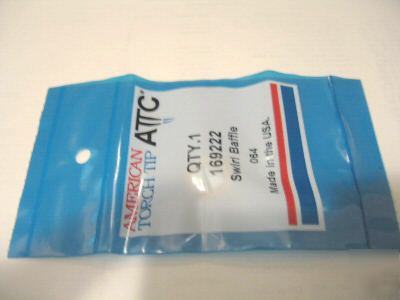 AMERICAN
TORCH TIP
ATTC
QTY.1
169222
Swirl Baffle
064
Made in the USA.